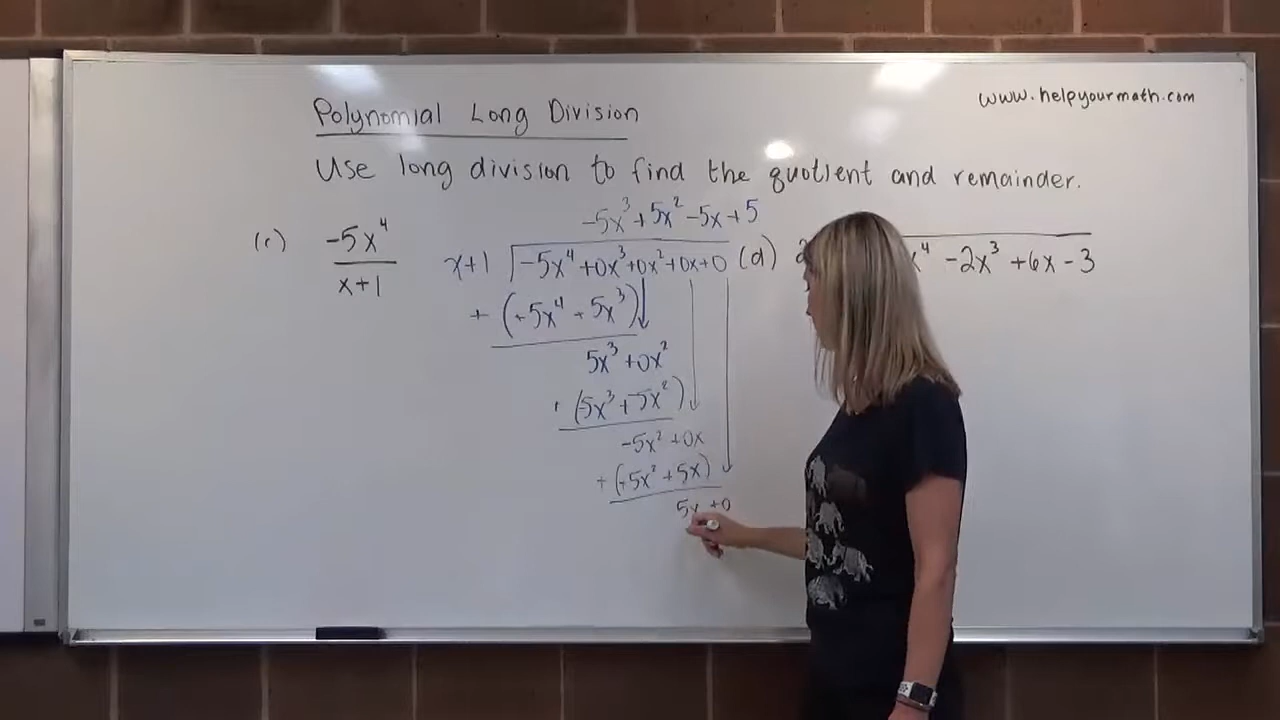 Polynomial Long Division
www.helpyourmath.com
Use long division to find the quotient and remainder.
(c) -5x⁴ / x+1
-5x³ +5x² -5x +5
x+1 ⟌ -5x⁴ +0x³ +0x² +0x +0
+ (+5x⁴ + 5x³)
5x³ +0x²
+ (-5x³ + -5x²)
-5x² +0x
+ (+5x² +5x)
5x +0
(d) x⁴ -2x³ +6x -3